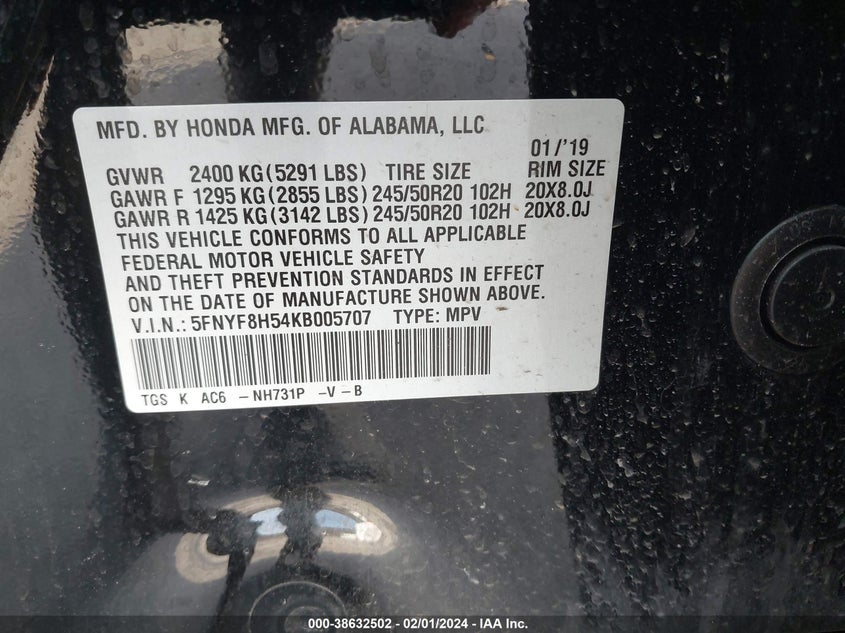 MFD. BY HONDA MFG. OF ALABAMA, LLC
01/'19
GVWR 2400 KG(5291 LBS) TIRE SIZE RIM SIZE
GAWR F 1295 KG(2855 LBS) 245/50R20 102H 20X8.0J
GAWR R 1425 KG(3142 LBS) 245/50R20 102H 20X8.0J
THIS VEHICLE CONFORMS TO ALL APPLICABLE
FEDERAL MOTOR VEHICLE SAFETY
AND THEFT PREVENTION STANDARDS IN EFFECT
ON THE DATE OF MANUFACTURE SHOWN ABOVE.
V.I.N.: 5FNYF8H54KB005707 TYPE: MPV
TGS K AC6 -NH731P -V-B
000-38632502 - 02/01/2024 - IAA Inc.